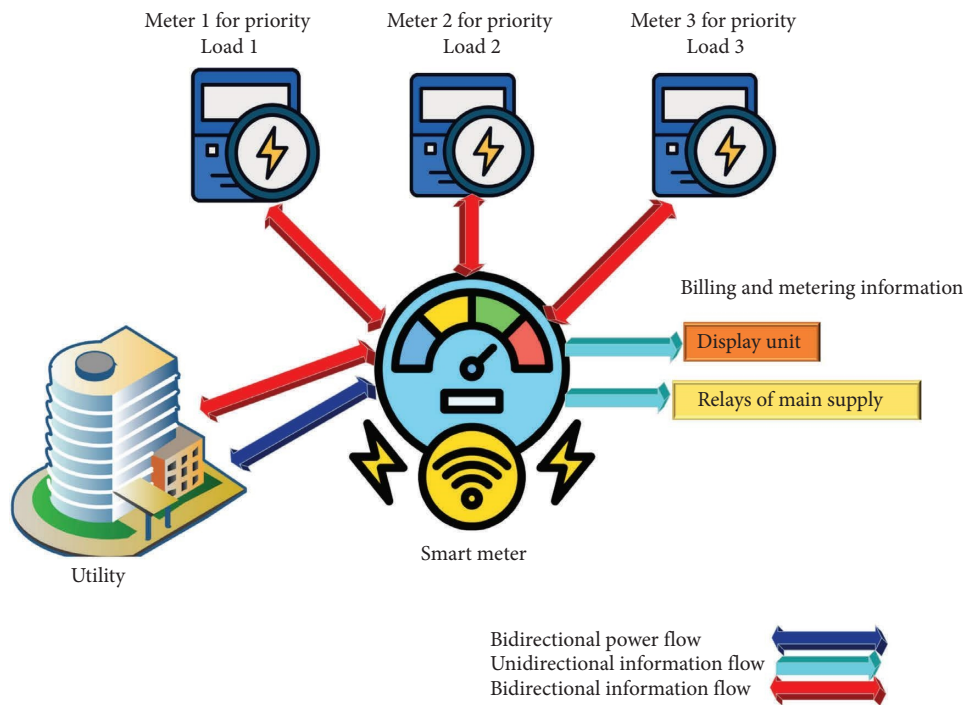 Meter 1 for priority
Load 1
Meter 2 for priority
Load 2
Meter 3 for priority
Load 3
Billing and metering information
Display unit
Relays of main supply
Smart meter
Utility
Bidirectional power flow
Unidirectional information flow
Bidirectional information flow